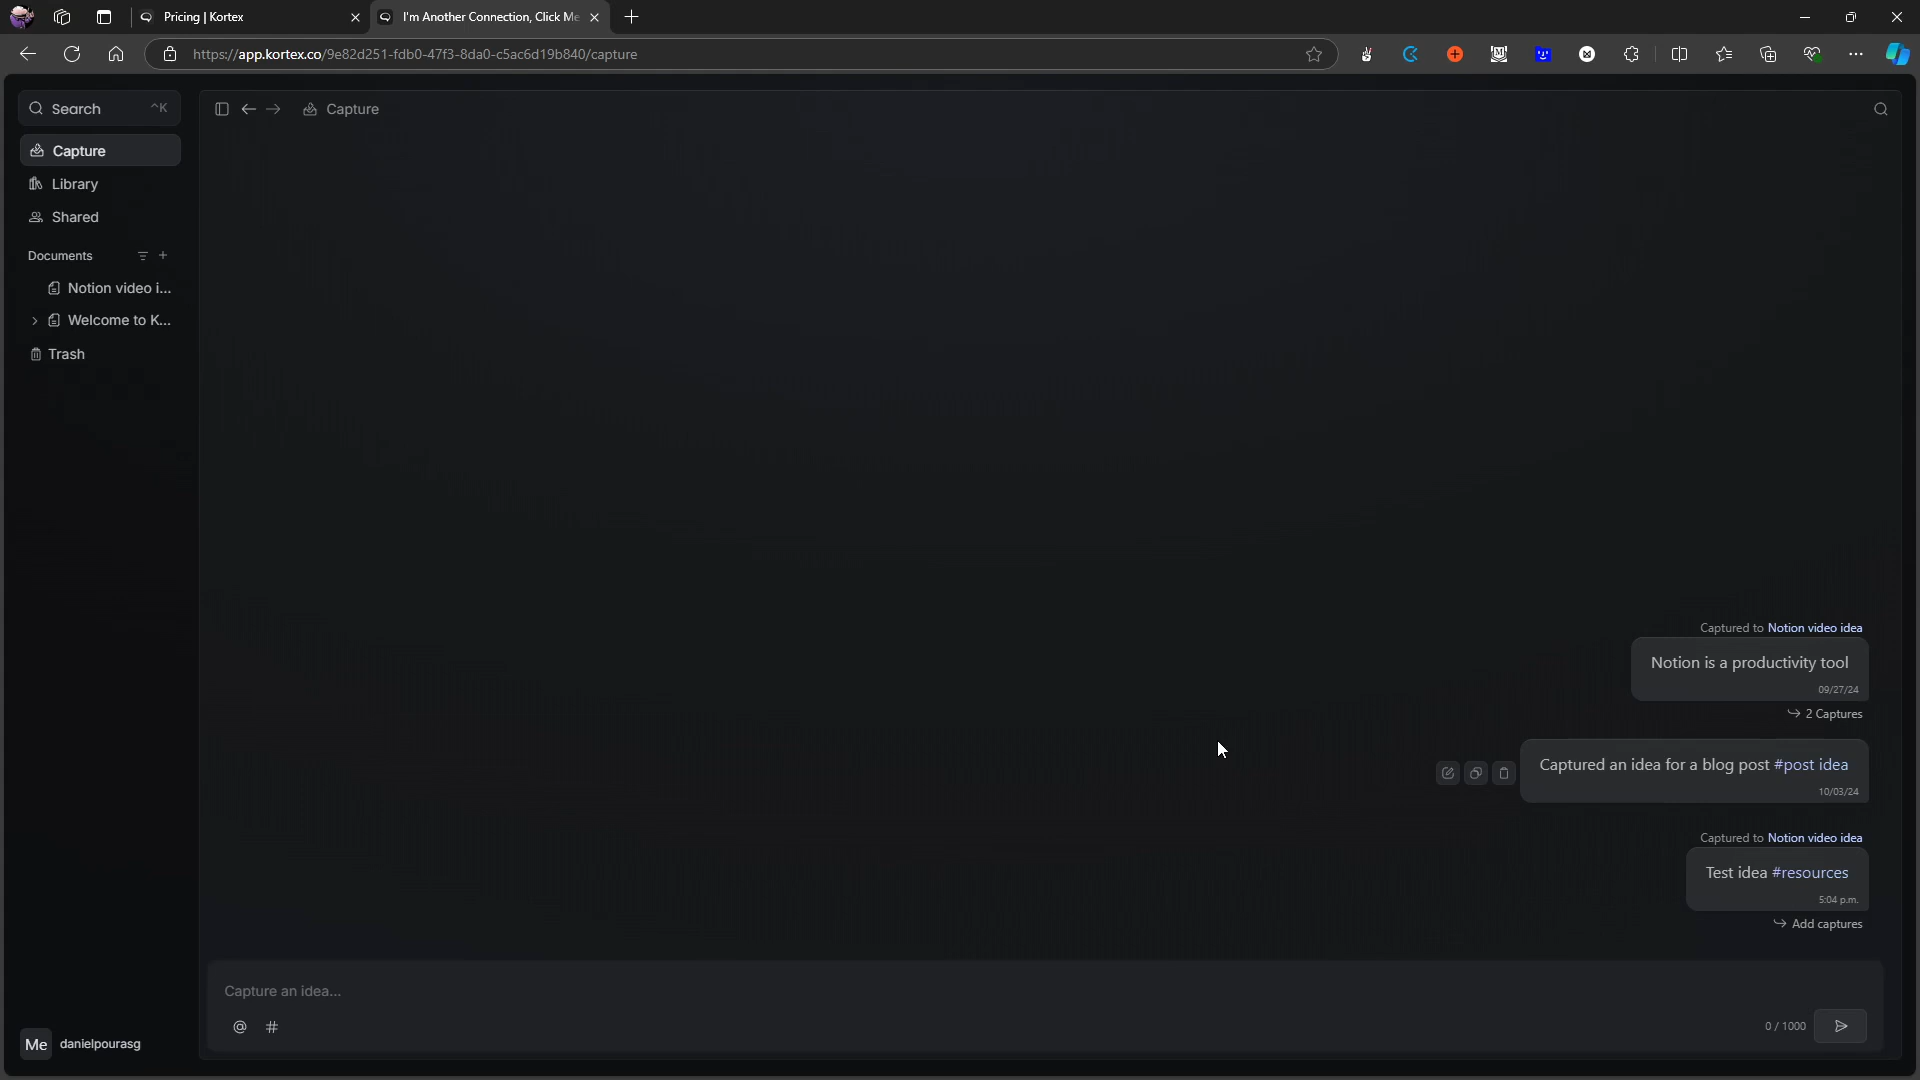 Pricing | Kortex
I'm Another Connection, Click Me
https://app.kortex.co/9e82d251-fdb0-47f3-8da0-c5ac6d19b840/capture
Search ^K
Capture
Capture
Library
Shared
Documents
Notion video i...
Welcome to K...
Trash
Captured to Notion video idea
Notion is a productivity tool
09/27/24
2 Captures
Captured an idea for a blog post #post idea
10/03/24
Captured to Notion video idea
Test idea #resources
5:04 p.m.
Add captures
Capture an idea...
@ #
0 / 1000
Me danielpourasg